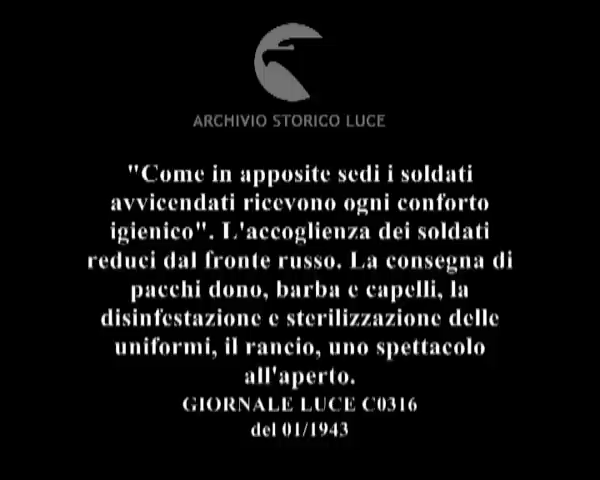 ARCHIVIO STORICO LUCE
"Come in apposite sedi i soldati
avvicendati ricevono ogni conforto
igienico". L'accoglienza dei soldati
reduci dal fronte russo. La consegna di
pacchi dono, barba e capelli, la
disinfestazione e sterilizzazione delle
uniformi, il rancio, uno spettacolo
all'aperto.
GIORNALE LUCE C0316
del 01/1943